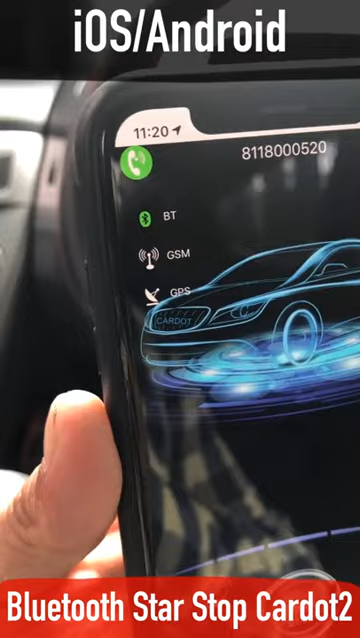 iOS/Android
11:20
8118000520
BT
GSM
GPS
CARDOT
Bluetooth Star Stop Cardot2